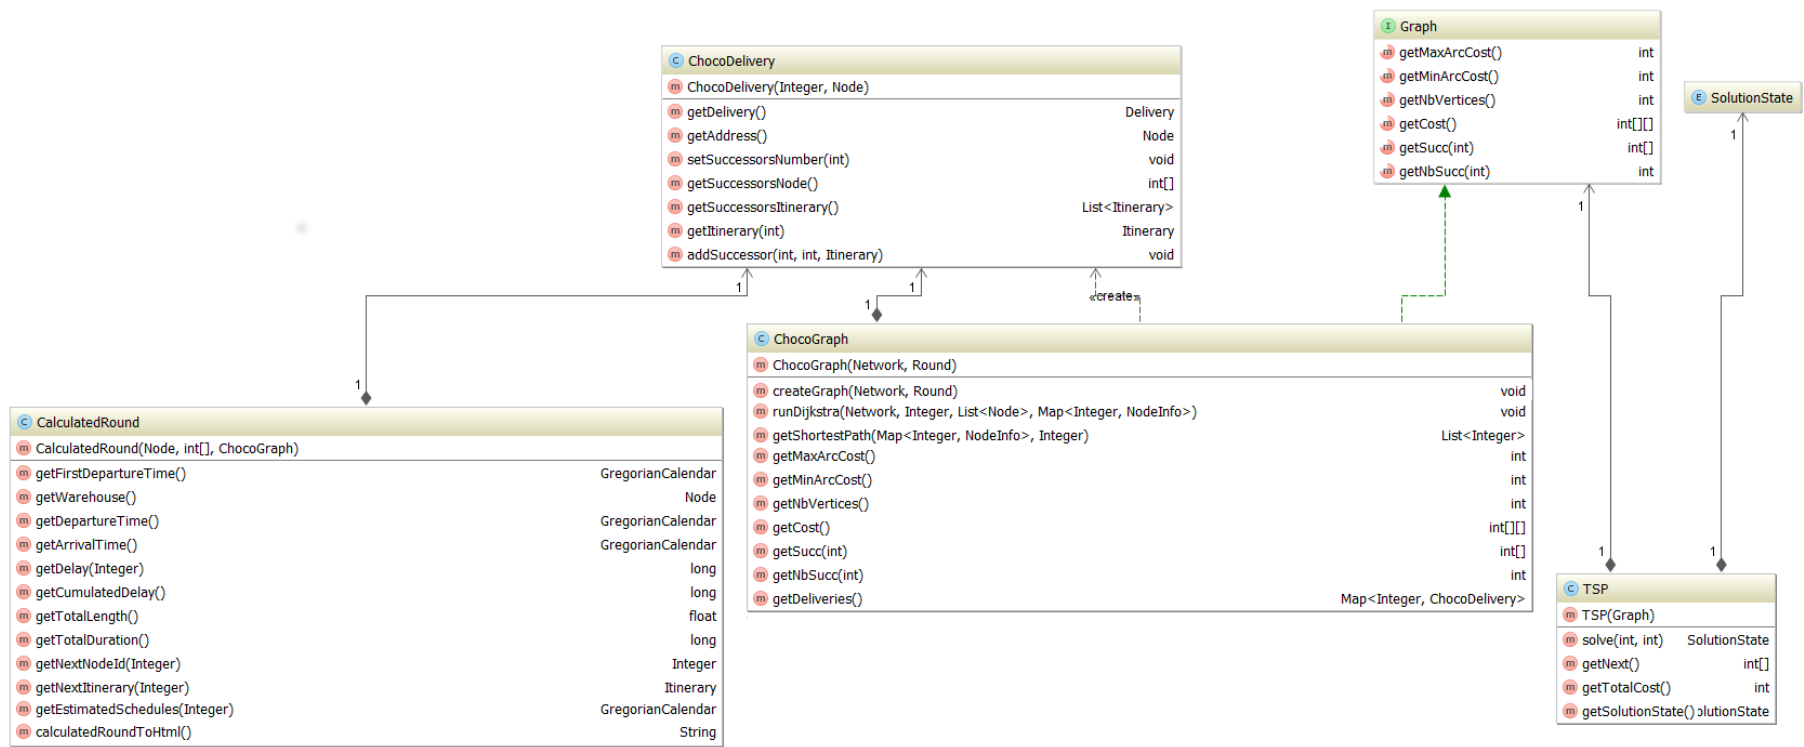 C ChocoDelivery
m ChocoDelivery(Integer, Node)
m getDelivery() Delivery
m getAddress() Node
m setSuccessorsNumber(int) void
m getSuccessorsNode() int[]
m getSuccessorsItinerary() List<Itinerary>
m getItinerary(int) Itinerary
m addSuccessor(int, int, Itinerary) void
I Graph
m getMaxArcCost() int
m getMinArcCost() int
m getNbVertices() int
m getCost() int[][]
m getSucc(int) int[]
m getNbSucc(int) int
E SolutionState
1
1
1
1
1
«create»
1
C ChocoGraph
m ChocoGraph(Network, Round)
m createGraph(Network, Round) void
m runDijkstra(Network, Integer, List<Node>, Map<Integer, NodeInfo>) void
m getShortestPath(Map<Integer, NodeInfo>, Integer) List<Integer>
m getMaxArcCost() int
m getMinArcCost() int
m getNbVertices() int
m getCost() int[][]
m getSucc(int) int[]
m getNbSucc(int) int
m getDeliveries() Map<Integer, ChocoDelivery>
C CalculatedRound
m CalculatedRound(Node, int[], ChocoGraph)
m getFirstDepartureTime() GregorianCalendar
m getWarehouse() Node
m getDepartureTime() GregorianCalendar
m getArrivalTime() GregorianCalendar
m getDelay(Integer) long
m getCumulatedDelay() long
m getTotalLength() float
m getTotalDuration() long
m getNextNodeId(Integer) Integer
m getNextItinerary(Integer) Itinerary
m getEstimatedSchedules(Integer) GregorianCalendar
m calculatedRoundToHtml() String
1
1
C TSP
m TSP(Graph)
m solve(int, int) SolutionState
m getNext() int[]
m getTotalCost() int
m getSolutionState() olutionState